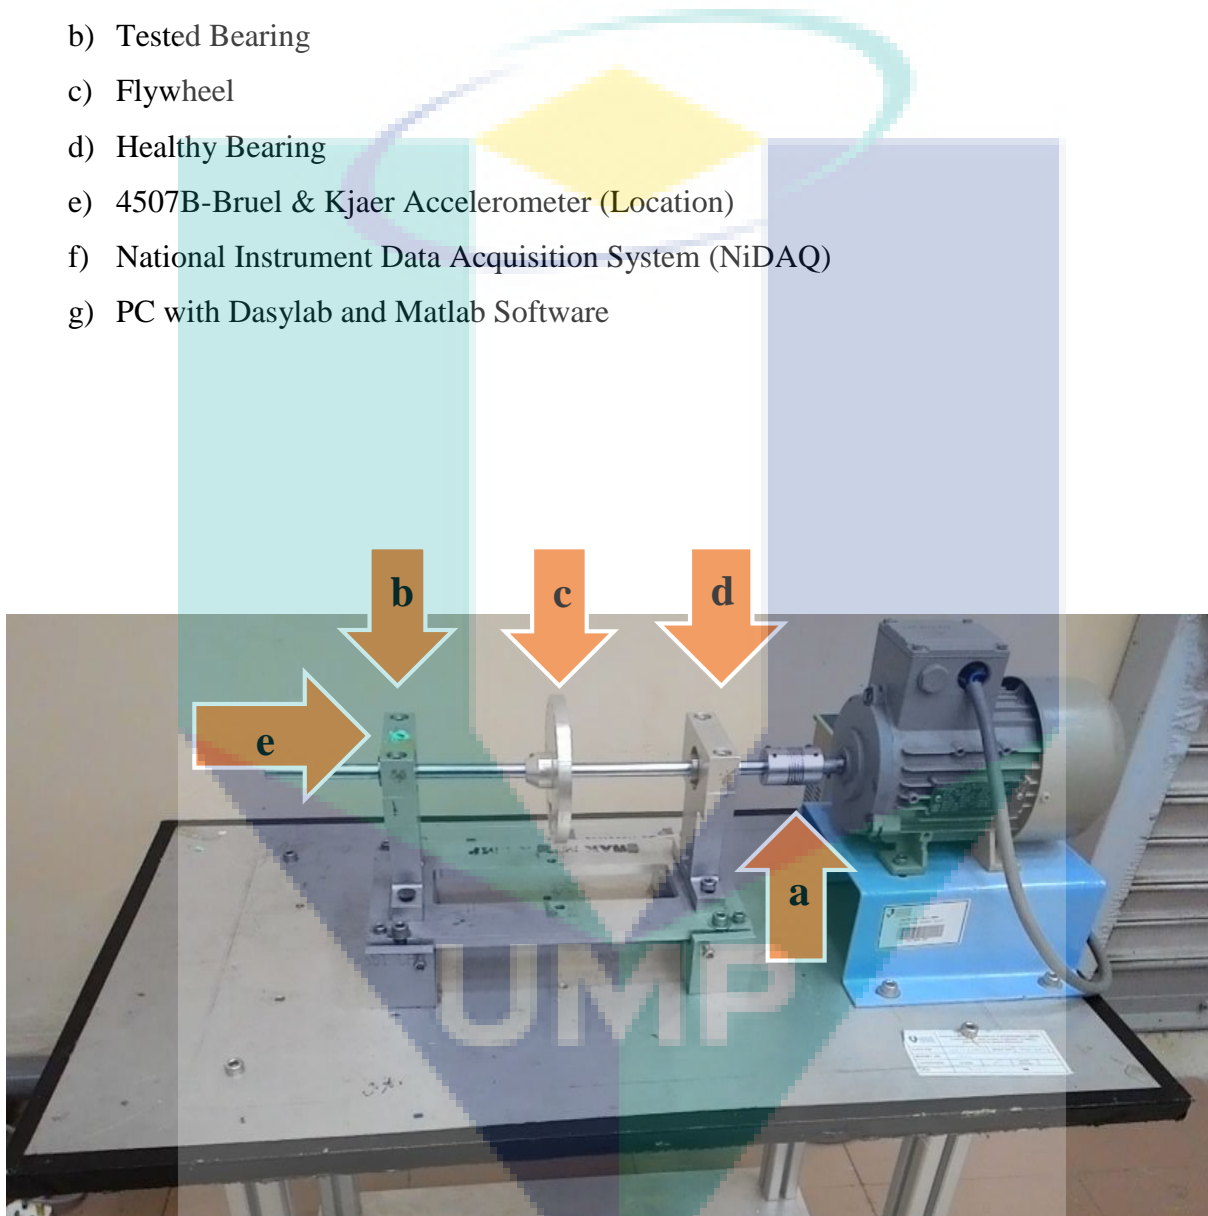 b) Tested Bearing
c) Flywheel
d) Healthy Bearing
e) 4507B-Bruel & Kjaer Accelerometer (Location)
f) National Instrument Data Acquisition System (NiDAQ)
g) PC with Dasylab and Matlab Software
b
c
d
e
a
UMP